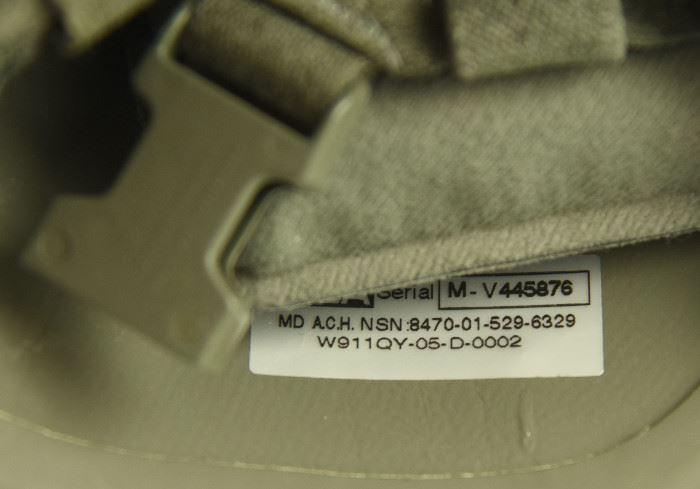 Serial M-V445876
MD A.C.H. NSN:8470-01-529-6329
W911QY-05-D-0002